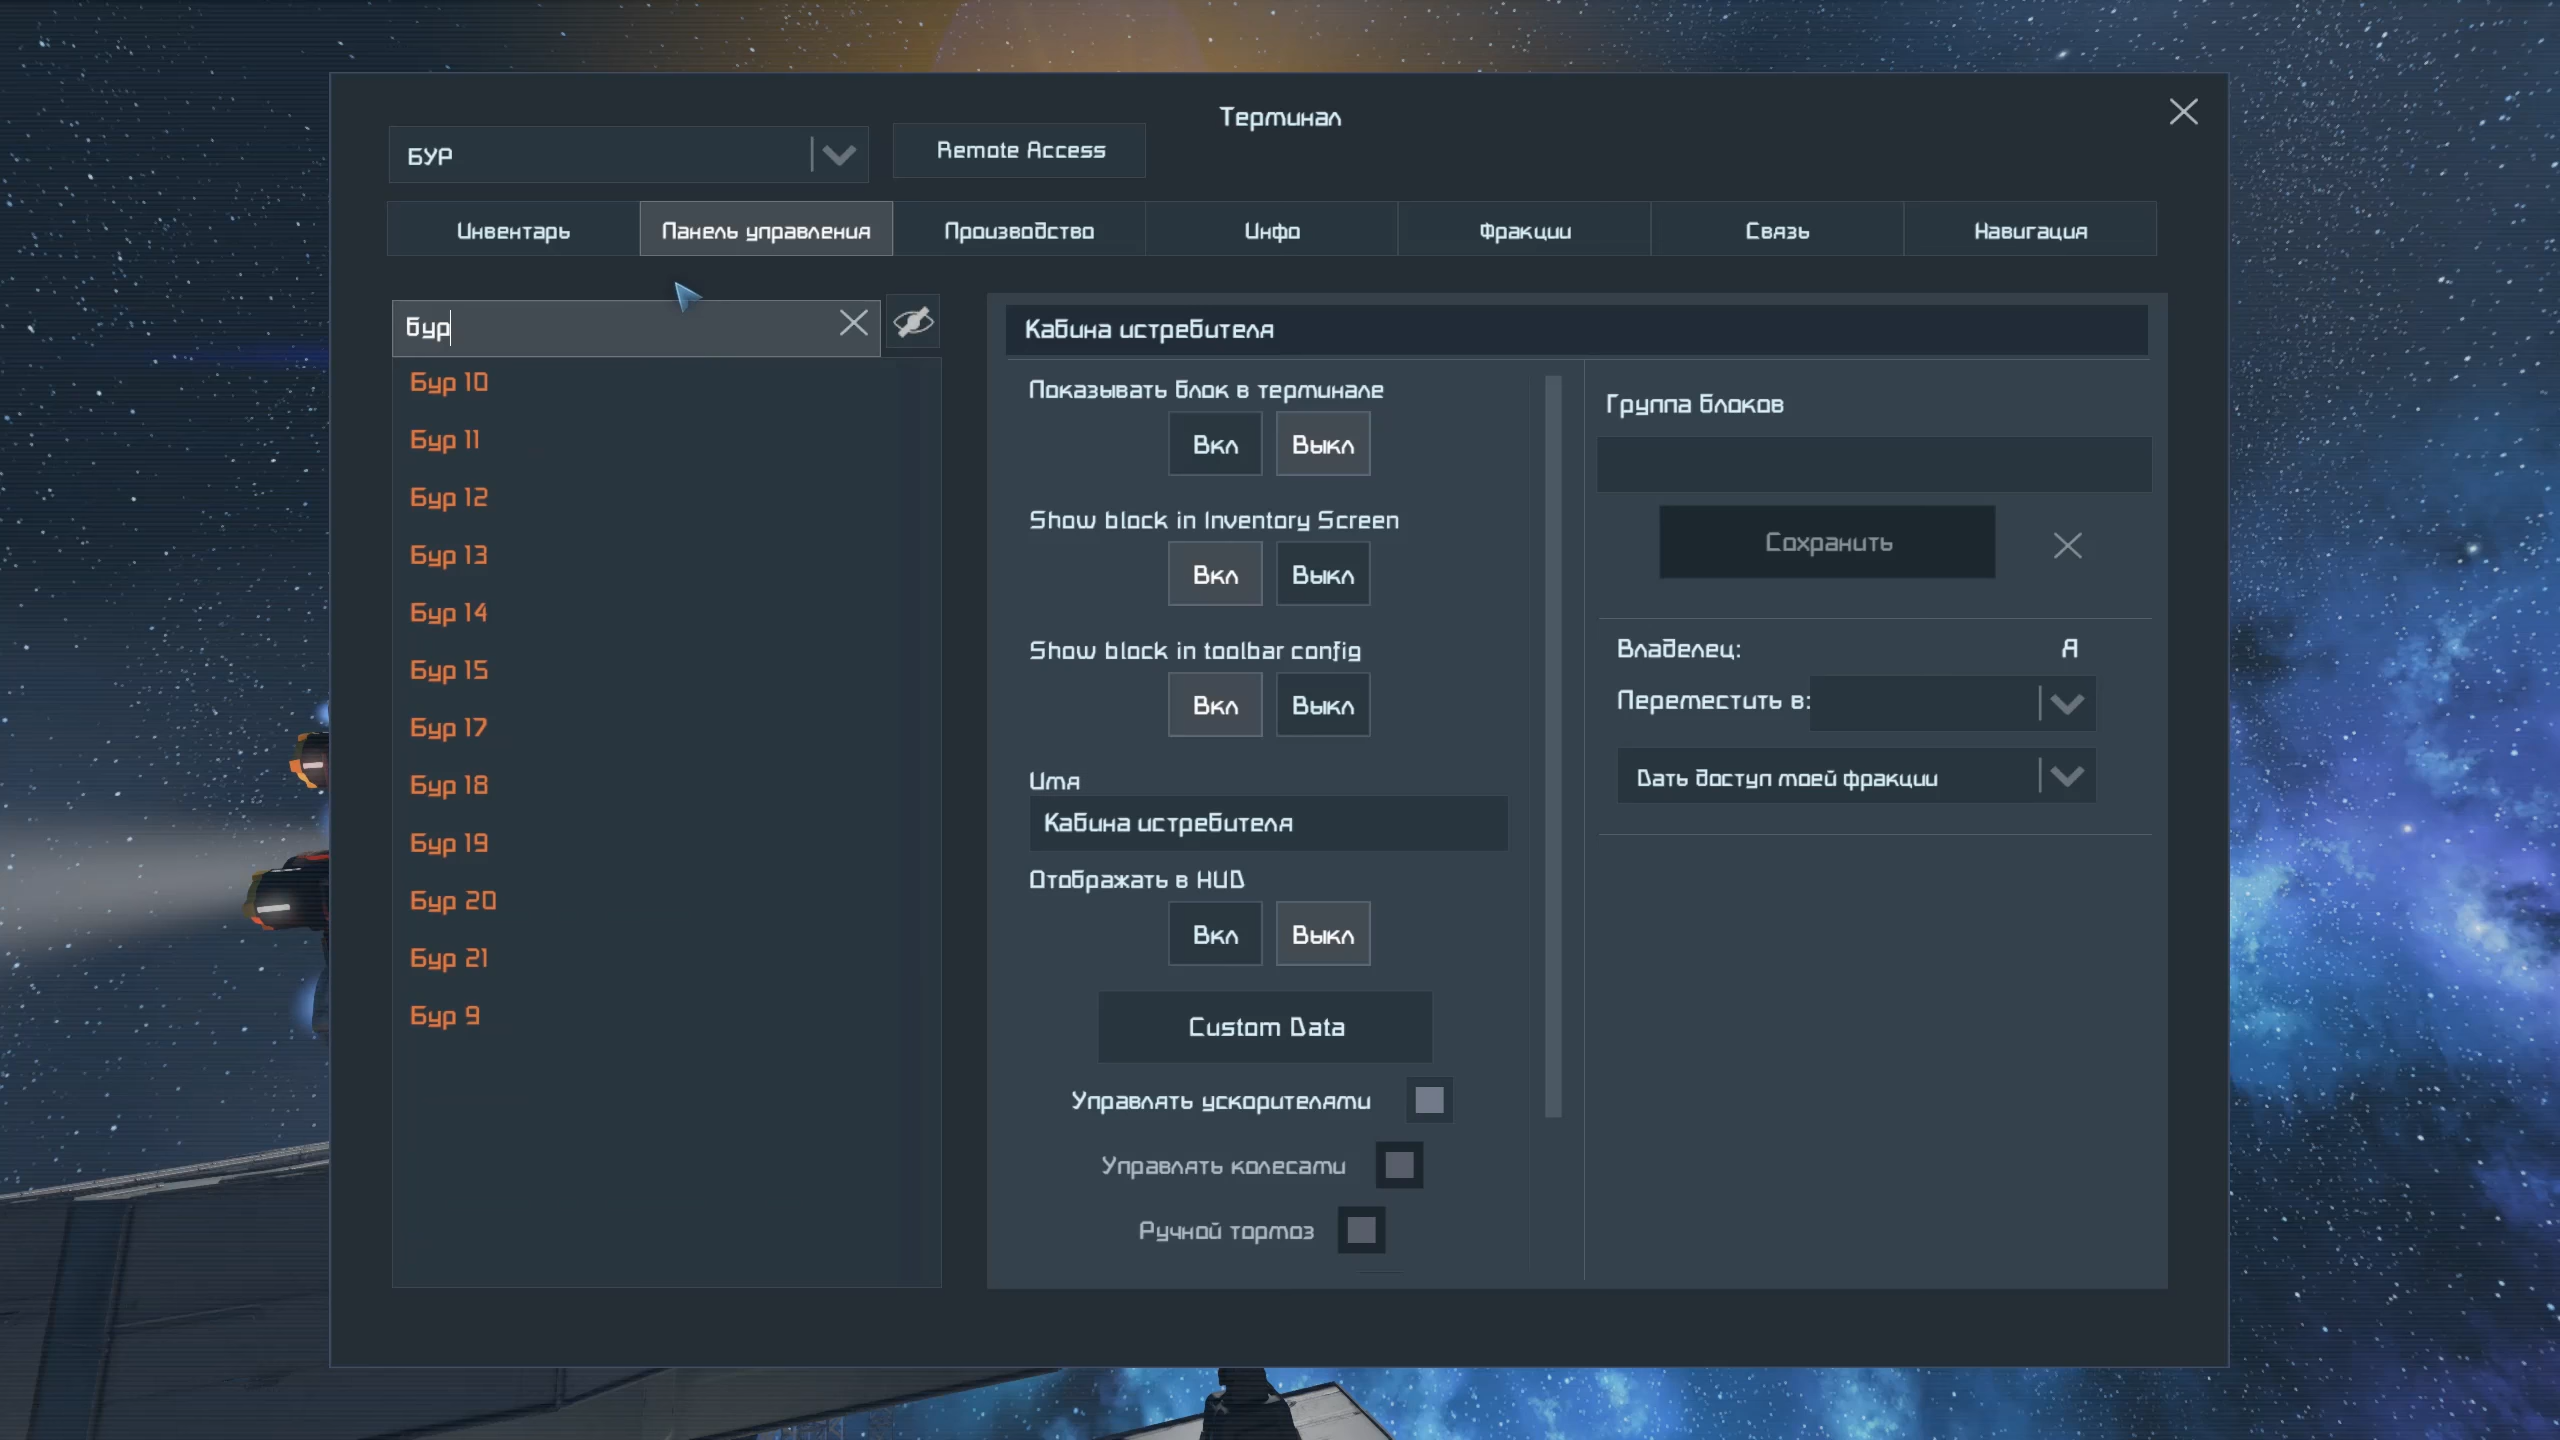 Терминал
БУР
Remote Access
Инвентарь
Панель управления
Производство
Инфо
Фракции
Связь
Навигация
бур
Бур 10
Бур 11
Бур 12
Бур 13
Бур 14
Бур 15
Бур 17
Бур 18
Бур 19
Бур 20
Бур 21
Бур 9
Кабина истребителя
Показывать блок в терминале
Вкл Выкл
Show block in Inventory Screen
Вкл Выкл
Show block in toolbar config
Вкл Выкл
Имя
Кабина истребителя
Отображать в HUD
Вкл Выкл
Custom Data
Управлять ускорителями
Управлять колесами
Ручной тормоз
Группа блоков
Сохранить
Владелец: Я
Переместить в:
Дать доступ моей фракции